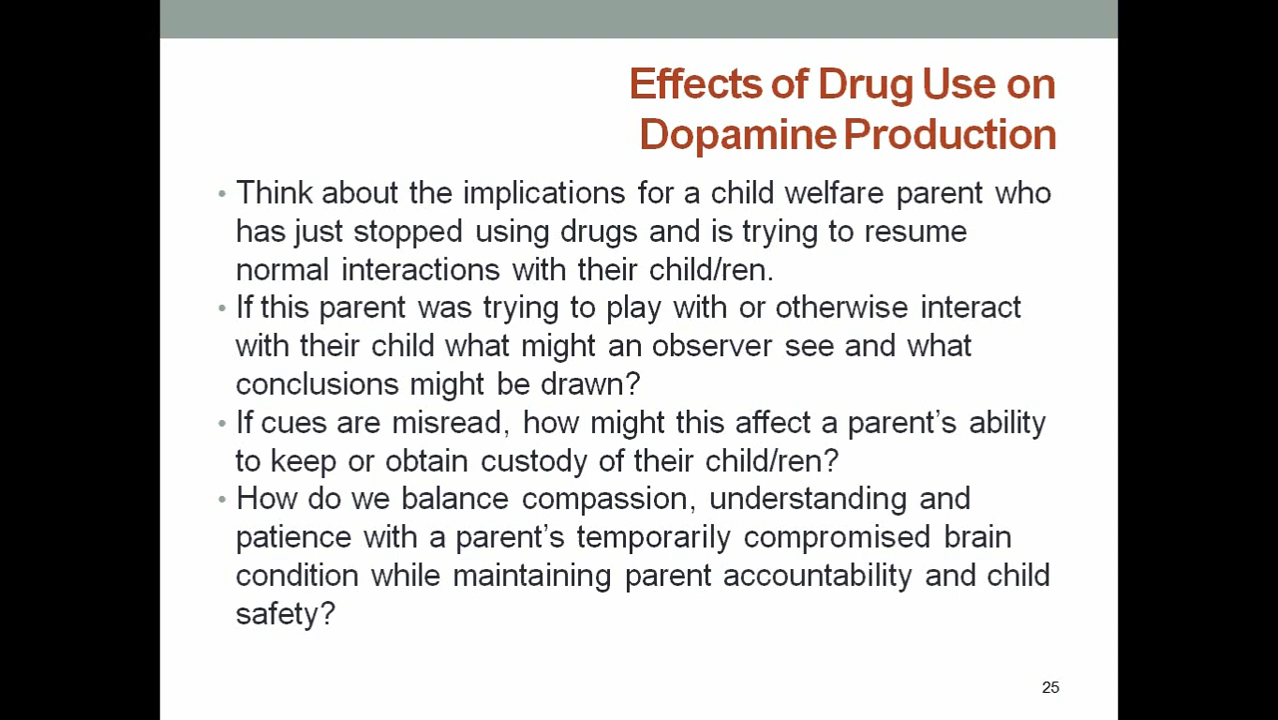 Effects of Drug Use on
Dopamine Production
• Think about the implications for a child welfare parent who
has just stopped using drugs and is trying to resume
normal interactions with their child/ren.
• If this parent was trying to play with or otherwise interact
with their child what might an observer see and what
conclusions might be drawn?
• If cues are misread, how might this affect a parent’s ability
to keep or obtain custody of their child/ren?
• How do we balance compassion, understanding and
patience with a parent’s temporarily compromised brain
condition while maintaining parent accountability and child
safety?
25